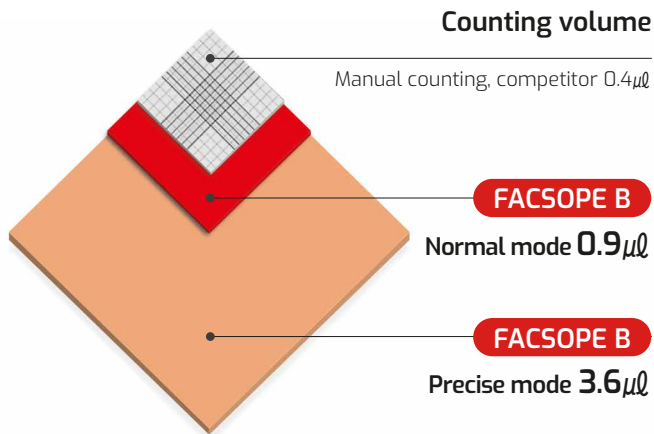 Counting volume
Manual counting, competitor 0.4㎕
FACSOPE B
Normal mode 0.9㎕
FACSOPE B
Precise mode 3.6㎕